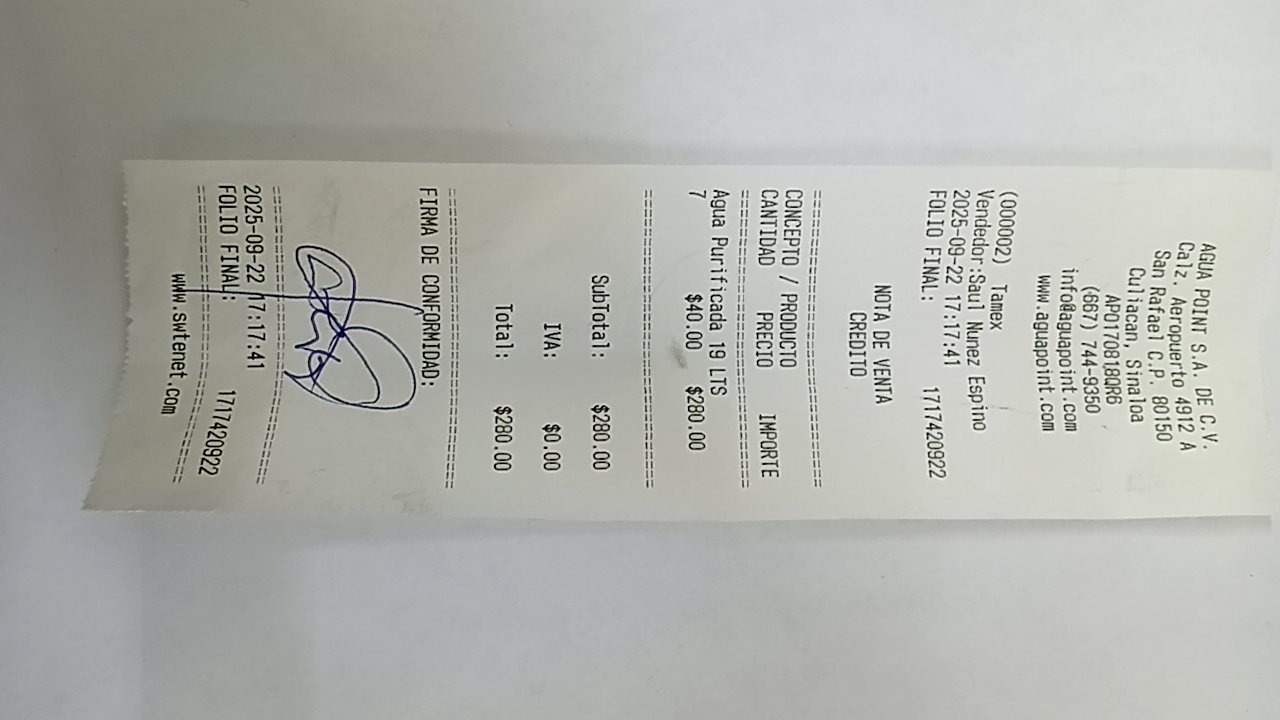 AGUA POINT S.A. DE C.V.
Calz. Aeropuerto 4912 A
San Rafael C.P. 80150
Culiacan, Sinaloa
APO170818QR6
(667) 744-9350
info@aguapoint.com
www.aguapoint.com
(000002) Tamex
Vendedor:Saul Nunez Espino
2025-09-22 17:17:41
FOLIO FINAL: 1717420922
NOTA DE VENTA
CREDITO
CONCEPTO / PRODUCTO
CANTIDAD PRECIO IMPORTE
Agua Purificada 19 LTS
7 $40.00 $280.00
SubTotal: $280.00
IVA: $0.00
Total: $280.00
FIRMA DE CONFORMIDAD:
2025-09-22 17:17:41
FOLIO FINAL: 1717420922
www.swtenet.com